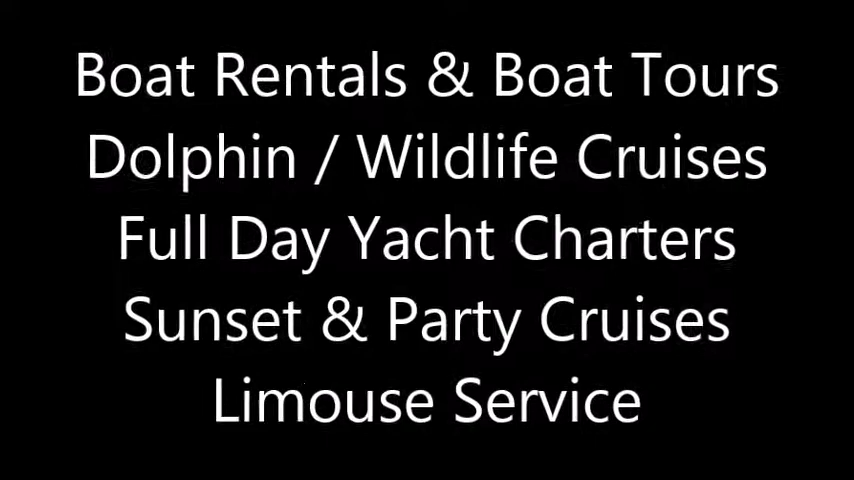 Boat Rentals & Boat Tours
Dolphin / Wildlife Cruises
Full Day Yacht Charters
Sunset & Party Cruises
Limouse Service